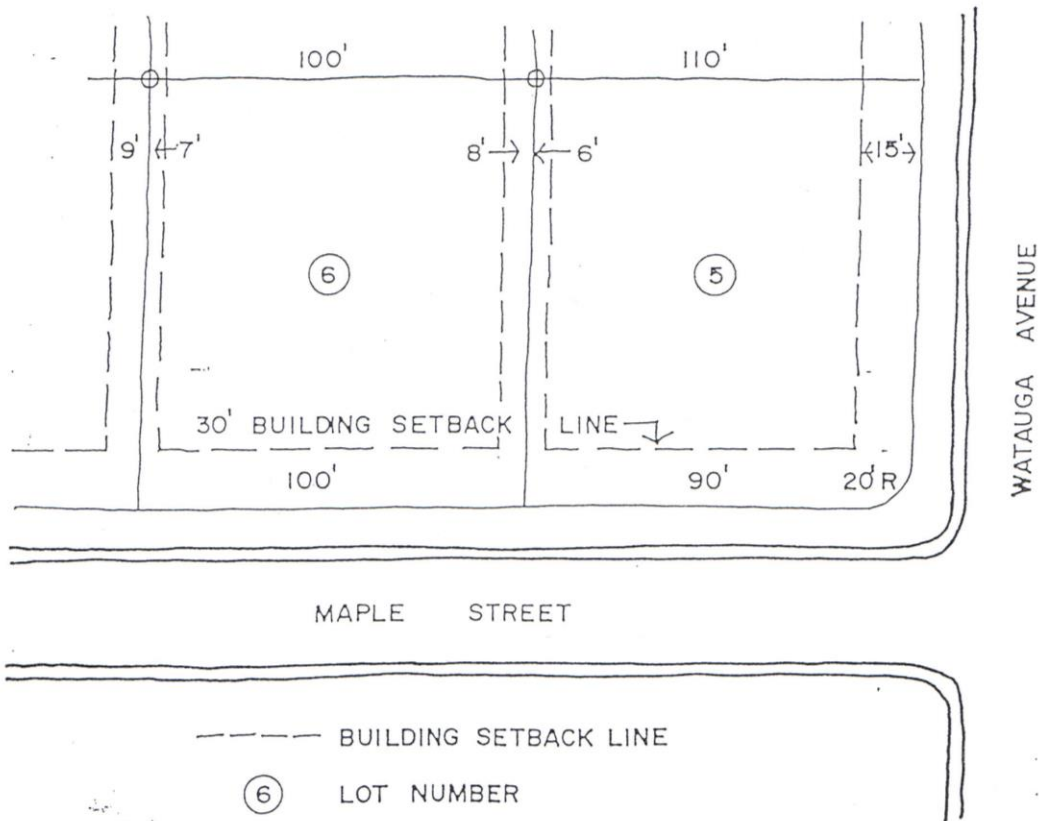 100' 110'
9' 7' 8' 6' 15'
6 5
30' BUILDING SETBACK LINE
100' 90' 20' R
WATAUGA AVENUE
MAPLE STREET
BUILDING SETBACK LINE
6 LOT NUMBER